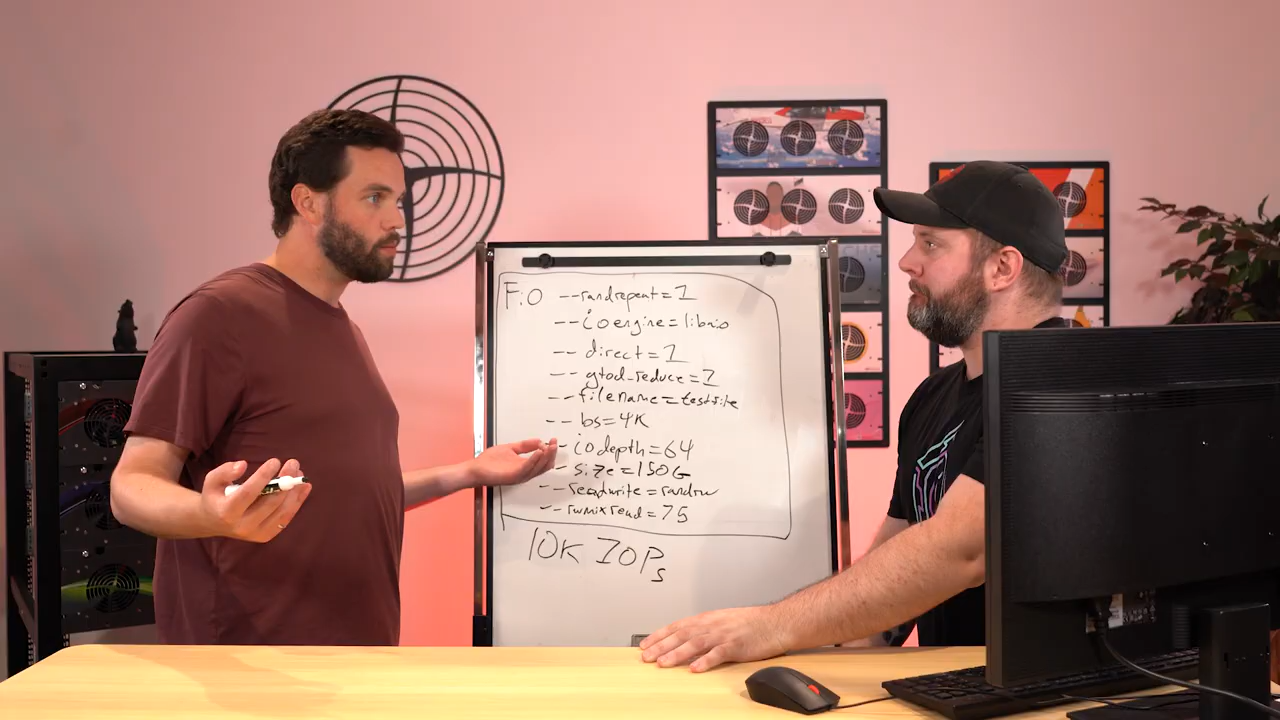 Fio --randrepeat=1
--ioengine=libaio
--direct=1
--gtod_reduce=1
--filename=testfile
--bs=4K
--iodepth=64
--size=150G
--readwrite=randrw
--rwmixread=75
10K IOPs